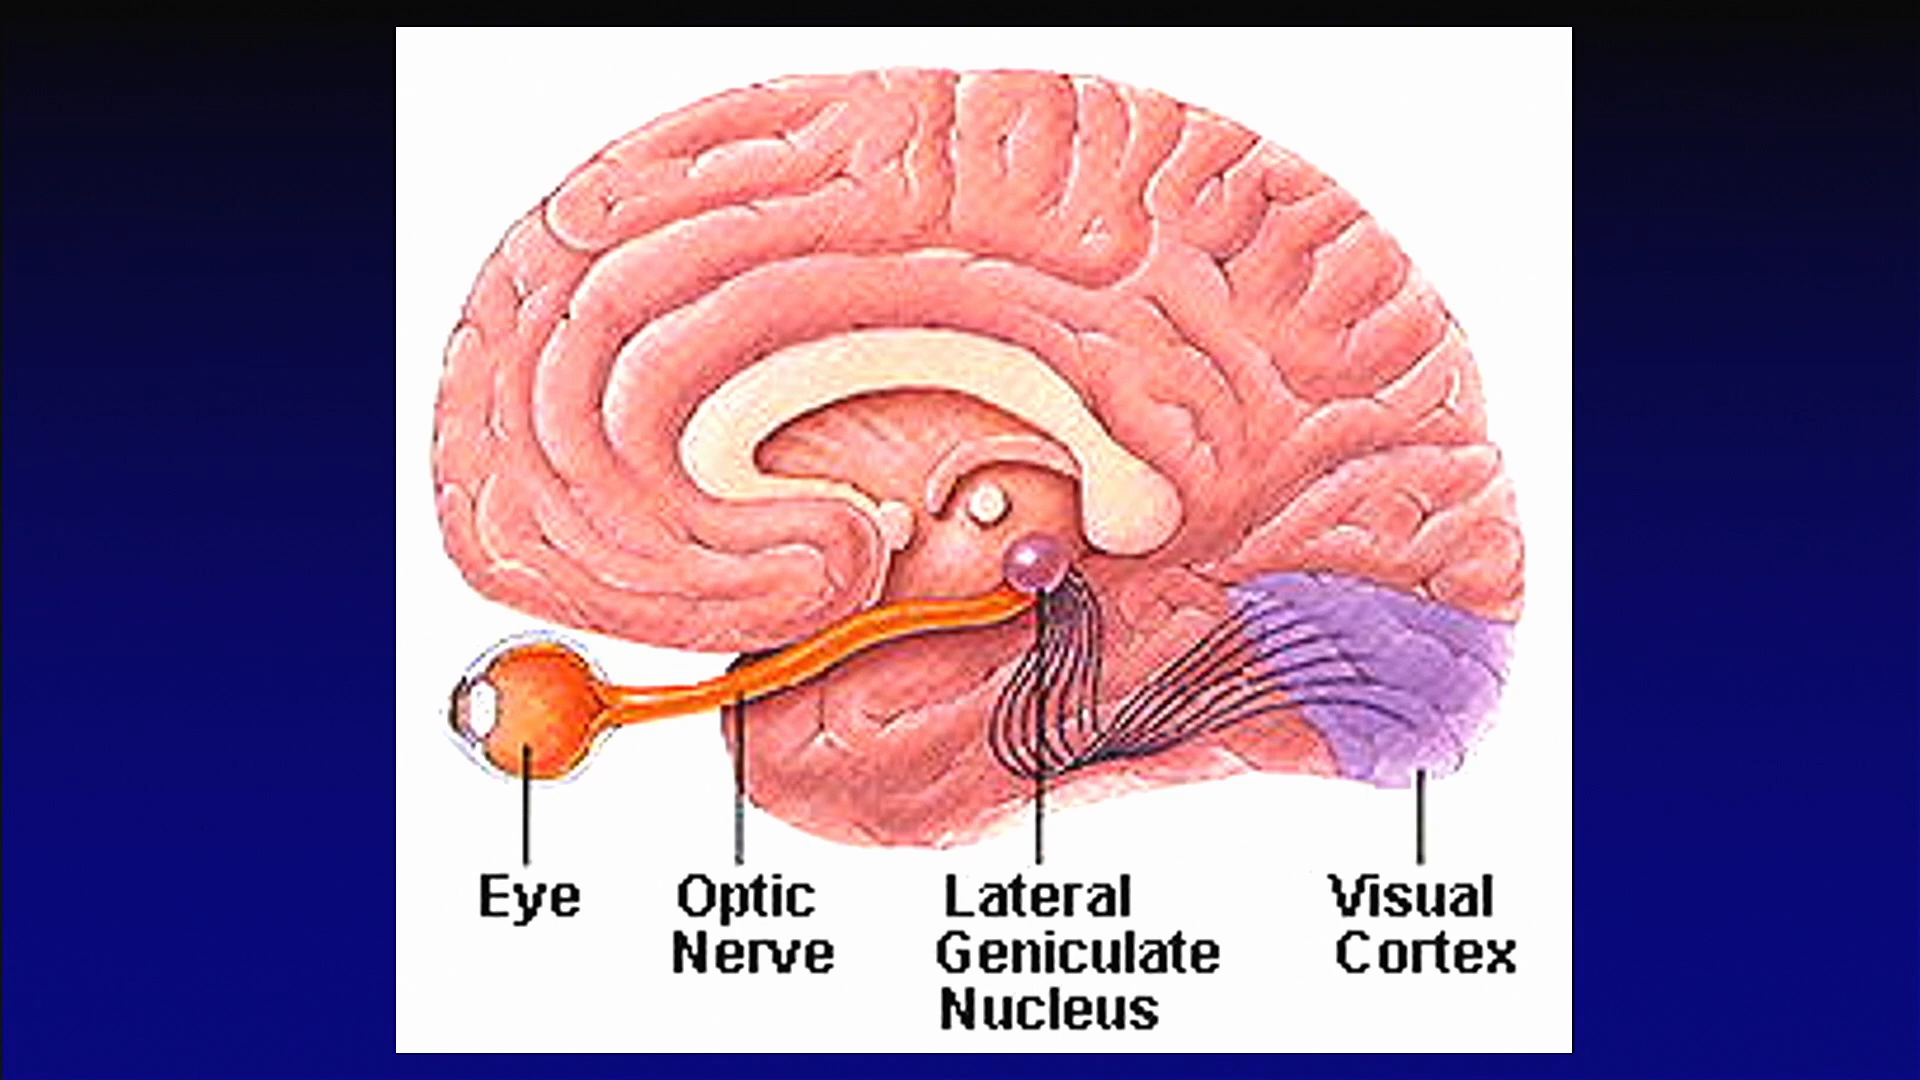 Eye
Optic
Nerve
Lateral
Geniculate
Nucleus
Visual
Cortex